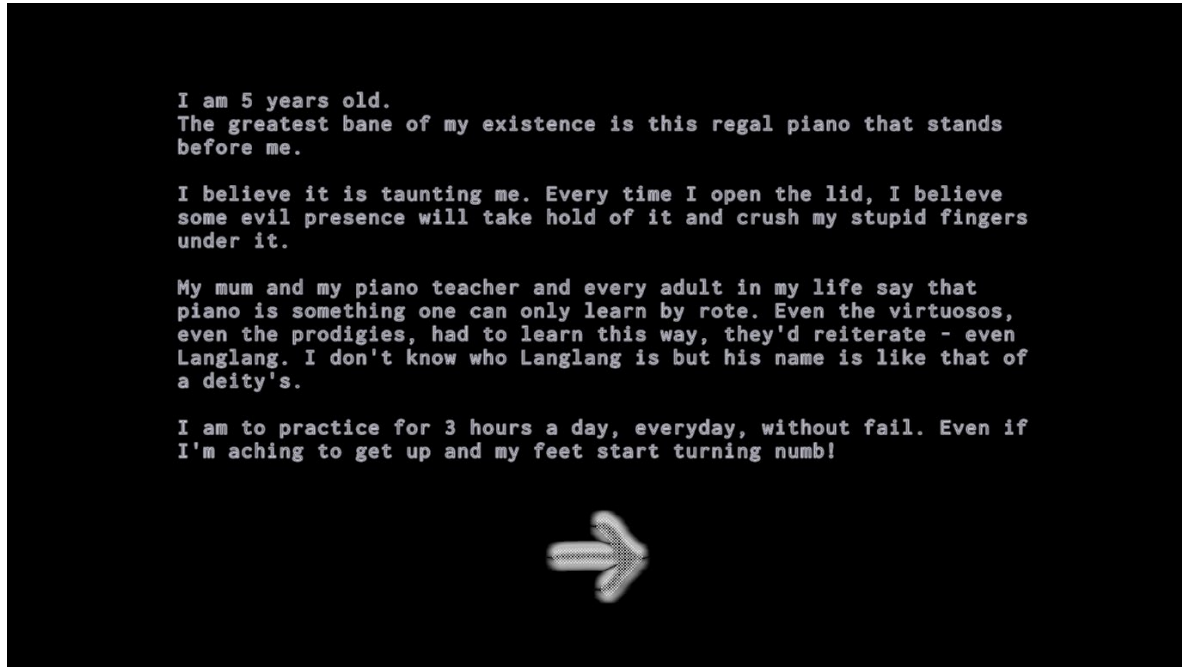 I am 5 years old.
The greatest bane of my existence is this regal piano that stands
before me.
I believe it is taunting me. Every time I open the lid, I believe
some evil presence will take hold of it and crush my stupid fingers
under it.
My mum and my piano teacher and every adult in my life say that
piano is something one can only learn by rote. Even the virtuosos,
even the prodigies, had to learn this way, they'd reiterate - even
Langlang. I don't know who Langlang is but his name is like that of
a deity's.
I am to practice for 3 hours a day, everyday, without fail. Even if
I'm aching to get up and my feet start turning numb!